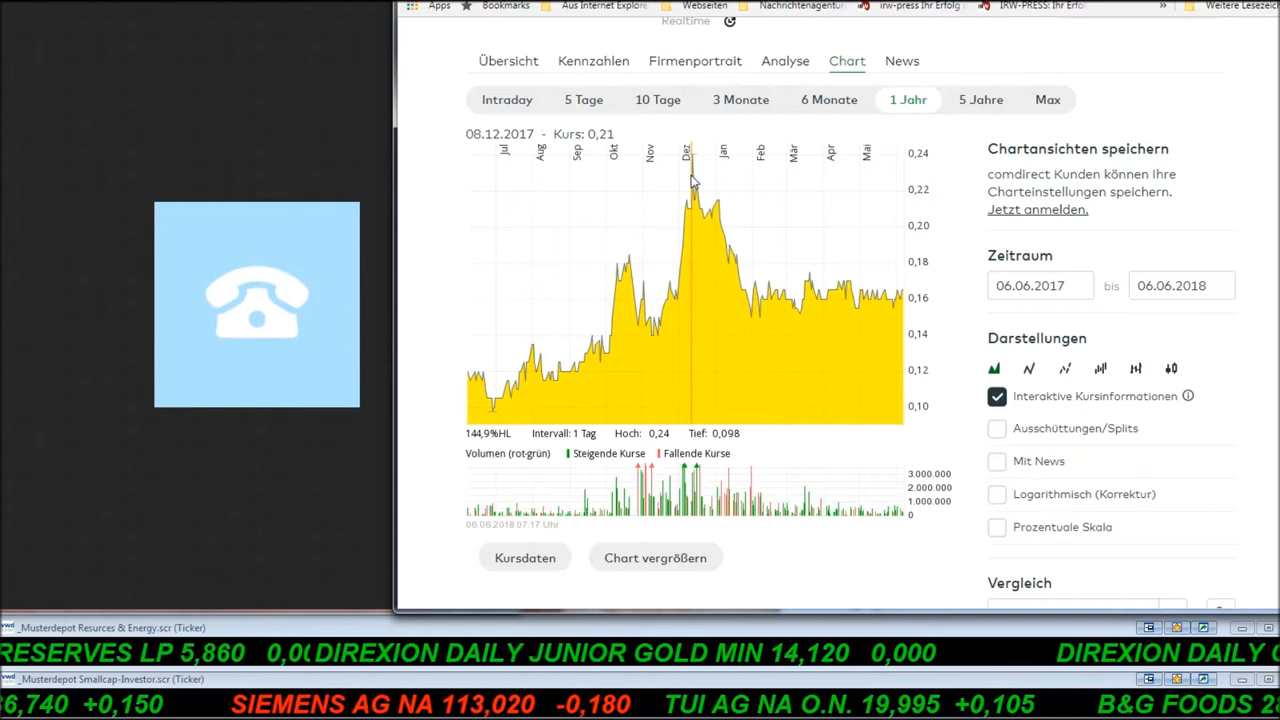 Apps Bookmarks Aus Internet Explore Webseiten Nachrichtenagentu irw-press Ihr Erfolg IRW-PRESS: Ihr Erfol » Weitere Lesezeich
Realtime
Übersicht Kennzahlen Firmenportrait Analyse Chart News
Intraday 5 Tage 10 Tage 3 Monate 6 Monate 1 Jahr 5 Jahre Max
08.12.2017 - Kurs: 0,21
Jul Aug Sep Okt Nov Dez Jan Feb Mär Apr Mai
0,24
0,22
0,20
0,18
0,16
0,14
0,12
0,10
144,9%HL Intervall: 1 Tag Hoch: 0,24 Tief: 0,098
Volumen (rot-grün) Steigende Kurse Fallende Kurse
3.000.000
2.000.000
1.000.000
0
06.06.2018 07:17 Uhr
Kursdaten Chart vergrößern
Chartansichten speichern
comdirect Kunden können Ihre
Charteinstellungen speichern.
Jetzt anmelden.
Zeitraum
06.06.2017 bis 06.06.2018
Darstellungen
Interaktive Kursinformationen
Ausschüttungen/Splits
Mit News
Logarithmisch (Korrektur)
Prozentuale Skala
Vergleich
vwd _Musterdepot Resurces & Energy.scr (Ticker)
RESERVES LP 5,860 0,0( DIREXION DAILY JUNIOR GOLD MIN 14,120 0,000 DIREXION DAILY
vwd _Musterdepot Smallcap-Investor.scr (Ticker)
36,740 +0,150 SIEMENS AG NA 113,020 -0,180 TUI AG NA O.N. 19,995 +0,105 B&G FOODS 28